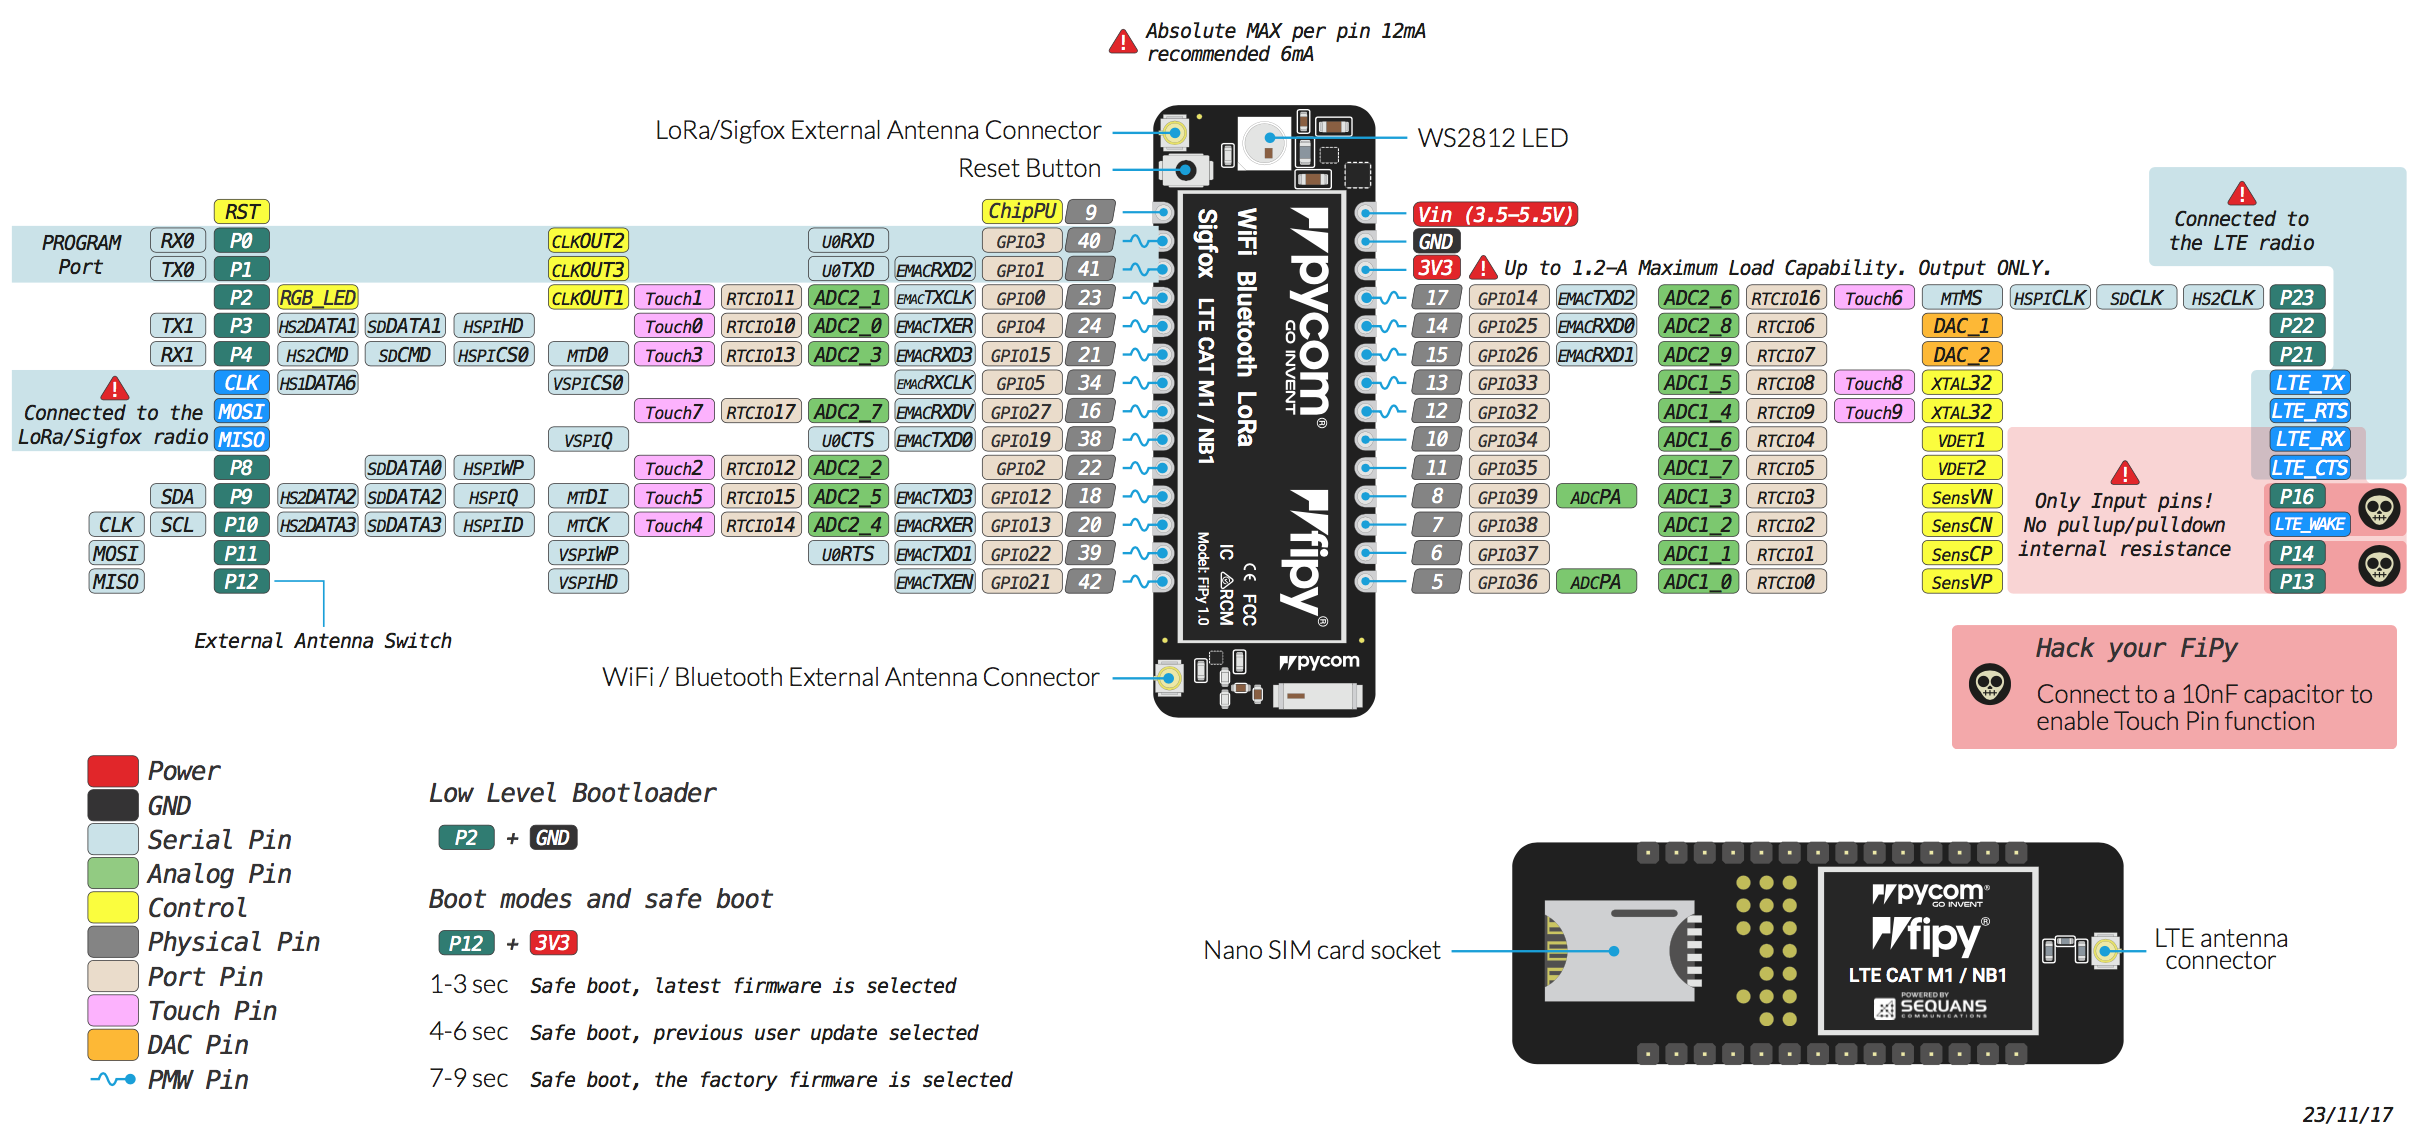 Absolute MAX per pin 12mA
recommended 6mA
LoRa/Sigfox External Antenna Connector
WS2812 LED
Reset Button
RST ChipPU 9 Vin (3.5–5.5V)
PROGRAM
Port
RX0 P0 CLKOUT2 U0RXD GPIO3 40 GND
TX0 P1 CLKOUT3 U0TXD EMACRXD2 GPIO1 41 3V3 Up to 1.2–A Maximum Load Capability. Output ONLY.
Connected to
the LTE radio
P2 RGB_LED CLKOUT1 Touch1 RTCIO11 ADC2_1 EMACTXCLK GPIO0 23 17 GPIO14 EMACTXD2 ADC2_6 RTCIO16 Touch6 MTMS HSPICLK SDCLK HS2CLK P23
TX1 P3 HS2DATA1 SDDATA1 HSPIHD Touch0 RTCIO10 ADC2_0 EMACTXER GPIO4 24 14 GPIO25 EMACRXD0 ADC2_8 RTCIO6 DAC_1 P22
RX1 P4 HS2CMD SDCMD HSPICS0 MTDO Touch3 RTCIO13 ADC2_3 EMACRXD3 GPIO15 21 15 GPIO26 EMACRXD1 ADC2_9 RTCIO7 DAC_2 P21
CLK HS1DATA6 VSPICS0 EMACRXCLK GPIO5 34 13 GPIO33 ADC1_5 RTCIO8 Touch8 XTAL32 LTE_TX
Connected to the
LoRa/Sigfox radio
MOSI Touch7 RTCIO17 ADC2_7 EMACRXDV GPIO27 16 12 GPIO32 ADC1_4 RTCIO9 Touch9 XTAL32 LTE_RTS
MISO VSPIQ U0CTS EMACTXD0 GPIO19 38 10 GPIO34 ADC1_6 RTCIO4 VDET1 LTE_RX
P8 SDDATA0 HSPIWP Touch2 RTCIO12 ADC2_2 GPIO2 22 11 GPIO35 ADC1_7 RTCIO5 VDET2 LTE_CTS
SDA P9 HS2DATA2 SDDATA2 HSPIQ MTDI Touch5 RTCIO15 ADC2_5 EMACTXD3 GPIO12 18 8 GPIO39 ADCPA ADC1_3 RTCIO3 SensVN P16
CLK SCL P10 HS2DATA3 SDDATA3 HSPIID MTCK Touch4 RTCIO14 ADC2_4 EMACRXER GPIO13 20 7 GPIO38 ADC1_2 RTCIO2 SensCN LTE_WAKE
MOSI P11 VSPIWP U0RTS EMACTXD1 GPIO22 39 6 GPIO37 ADC1_1 RTCIO1 SensCP P14
MISO P12 VSPIHD EMACTXEN GPIO21 42 5 GPIO36 ADCPA ADC1_0 RTCIO0 SensVP P13
Only Input pins!
No pullup/pulldown
internal resistance
External Antenna Switch
WiFi / Bluetooth External Antenna Connector
WiFi Bluetooth LoRa
Sigfox LTE CAT M1 / NB1
pycom®
GO INVENT
fipy®
CE FCC
IC RCM
Model: FiPy 1.0
pycom
Hack your FiPy
Connect to a 10nF capacitor to
enable Touch Pin function
Power
GND
Serial Pin
Analog Pin
Control
Physical Pin
Port Pin
Touch Pin
DAC Pin
PMW Pin
Low Level Bootloader
P2 + GND
Boot modes and safe boot
P12 + 3V3
1-3 sec Safe boot, latest firmware is selected
4-6 sec Safe boot, previous user update selected
7-9 sec Safe boot, the factory firmware is selected
Nano SIM card socket
pycom®
GO INVENT
fipy®
LTE CAT M1 / NB1
POWERED BY
SEQUANS
COMMUNICATIONS
LTE antenna
connector
23/11/17